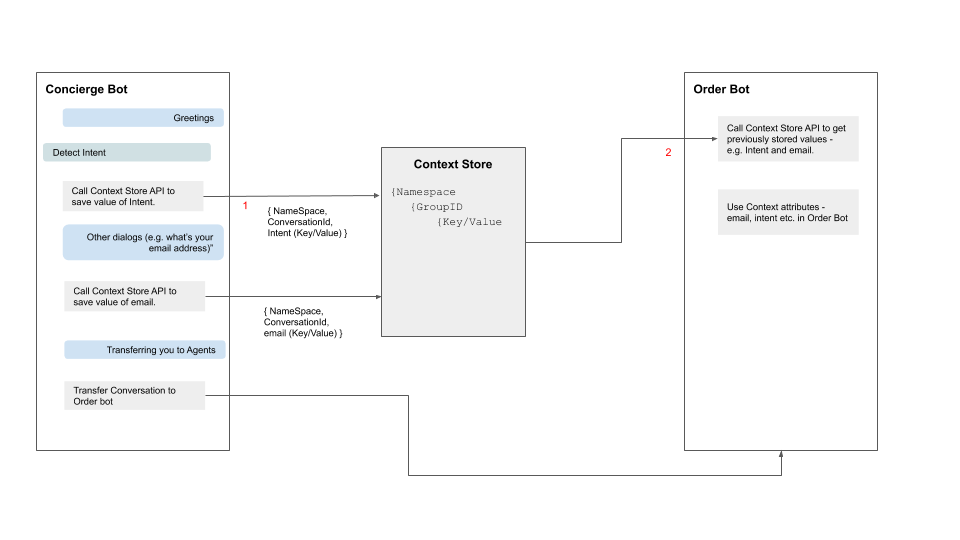 Concierge Bot
Greetings
Detect Intent
Call Context Store API to
save value of Intent.
Other dialogs (e.g. what's your
email address)"
Call Context Store API to
save value of email.
Transferring you to Agents
Transfer Conversation to
Order bot
1
{ NameSpace,
ConversationId,
Intent (Key/Value) }
{ NameSpace,
ConversationId,
email (Key/Value) }
Context Store
{Namespace
{GroupID
{Key/Value
2
Order Bot
Call Context Store API to get
previously stored values -
e.g. Intent and email.
Use Context attributes -
email, intent etc. in Order Bot